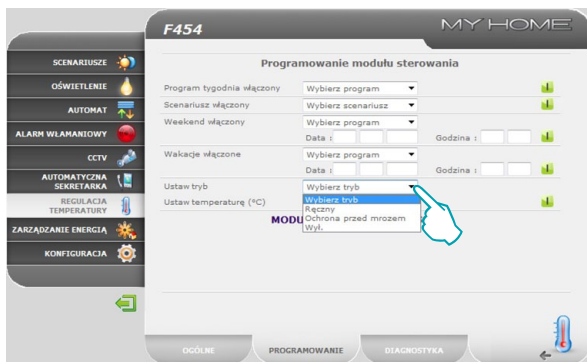 F454
MY HOME
Programowanie modułu sterowania
SCENARIUSZE
OŚWIETLENIE
AUTOMAT
ALARM WŁAMANIOWY
CCTV
AUTOMATYCZNA
SEKRETARKA
REGULACJA
TEMPERATURY
ZARZĄDZANIE ENERGIĄ
KONFIGURACJA
Program tygodnia włączony Wybierz program
Scenariusz włączony Wybierz scenariusz
Weekend włączony Wybierz program
Data : Godzina :
Wakacje włączone Wybierz program
Data : Godzina :
Ustaw tryb Wybierz tryb
Ustaw temperaturę (°C) Wybierz tryb
Ręczny
Ochrona przed mrozem
Wył.
MODU
OGÓLNE PROGRAMOWANIE DIAGNOSTYKA